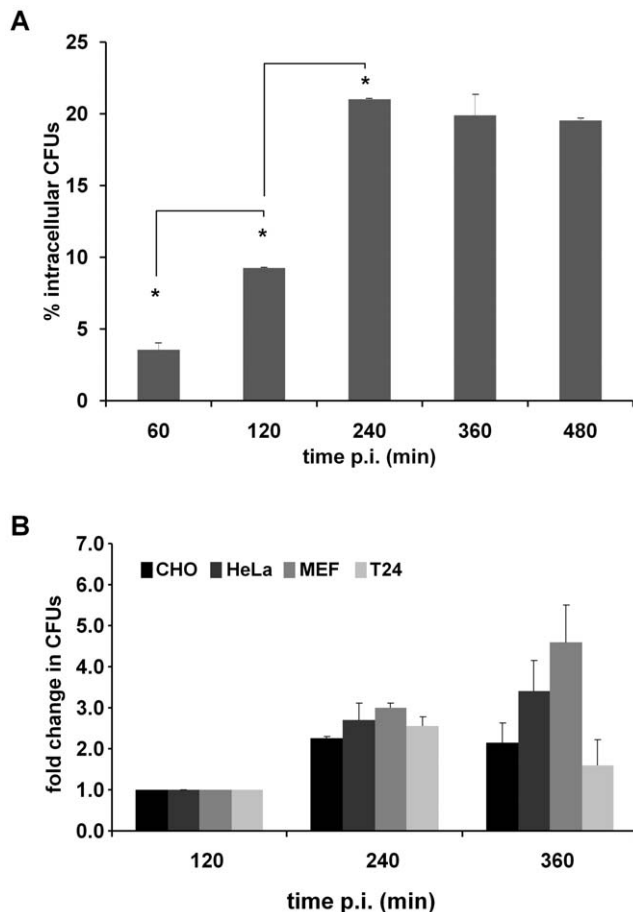 A
% intracellular CFUs
25
20
15
10
5
0
*
*
*
60 120 240 360 480
time p.i. (min)
B
fold change in CFUs
7.0
6.0
5.0
4.0
3.0
2.0
1.0
0.0
CHO HeLa MEF T24
120 240 360
time p.i. (min)